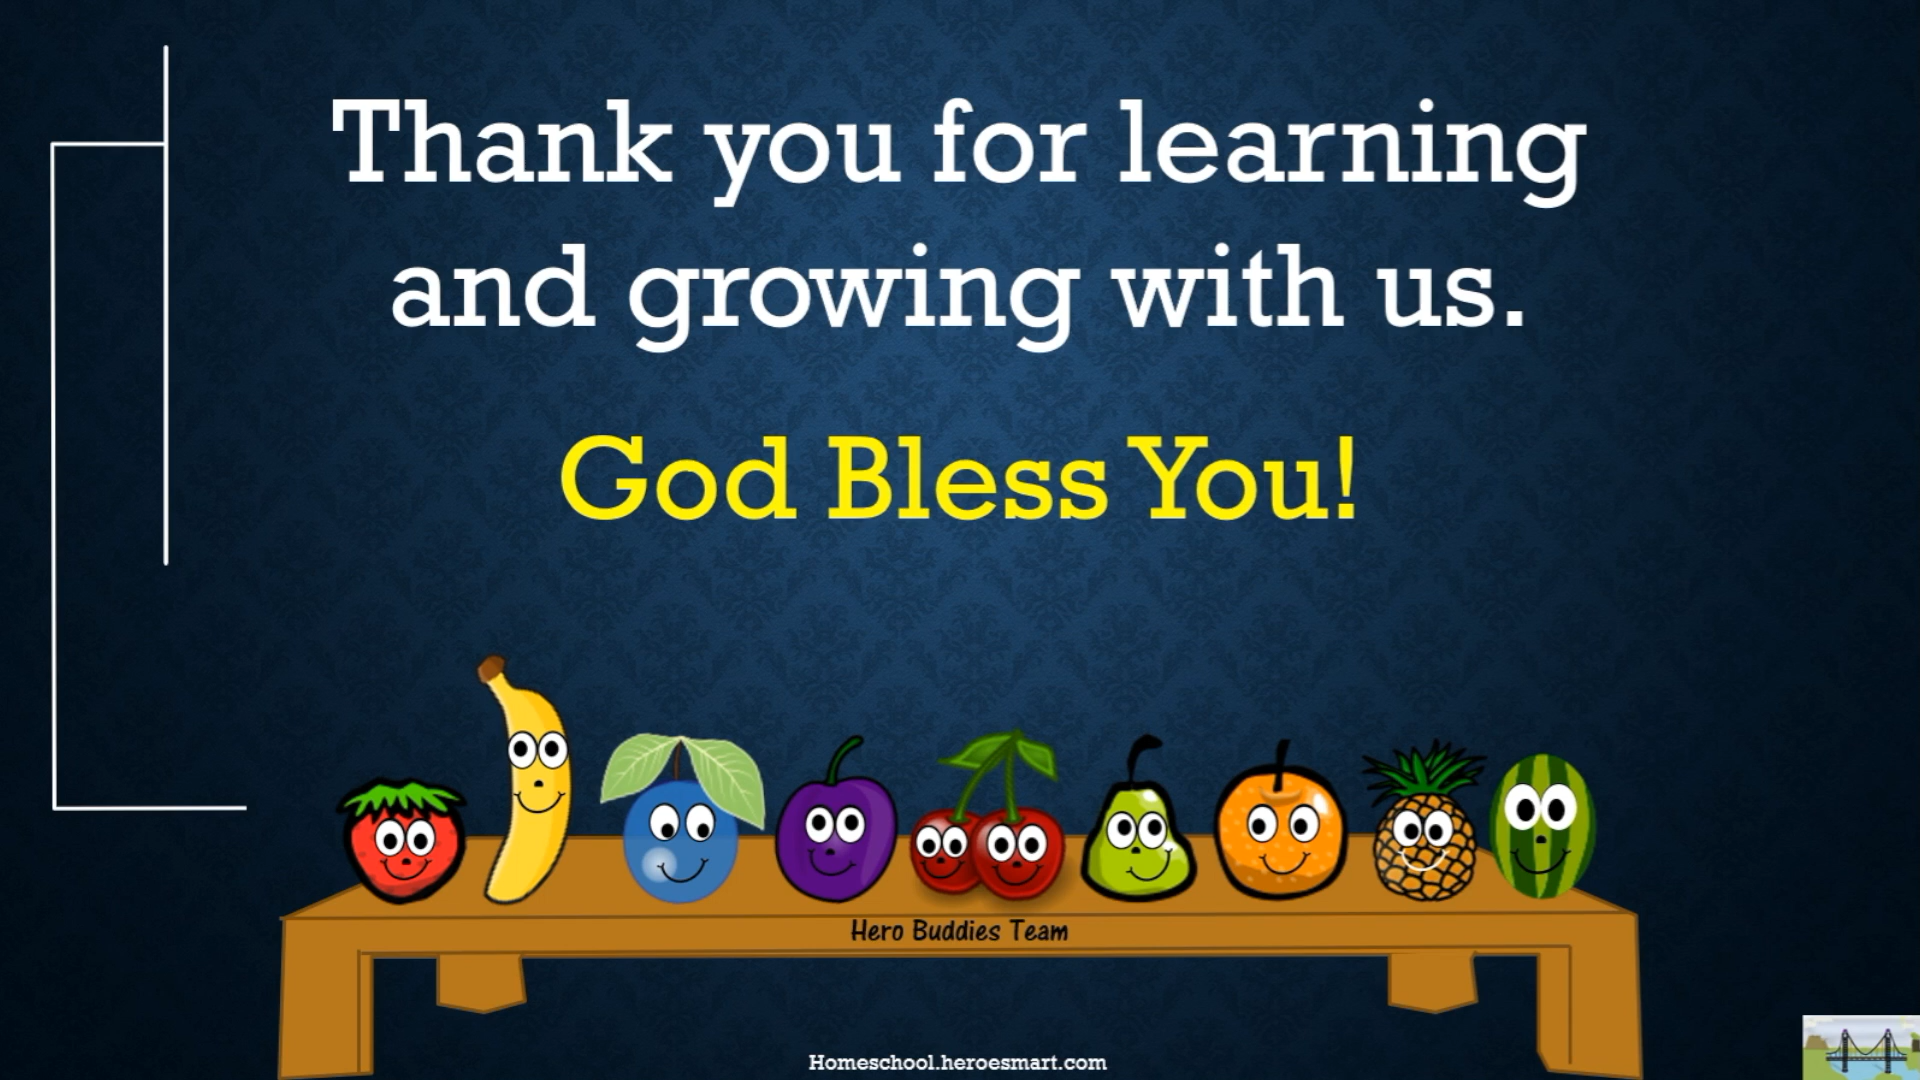 Thank you for learning
and growing with us.
God Bless You!
Hero Buddies Team
Homeschool.heroesmart.com